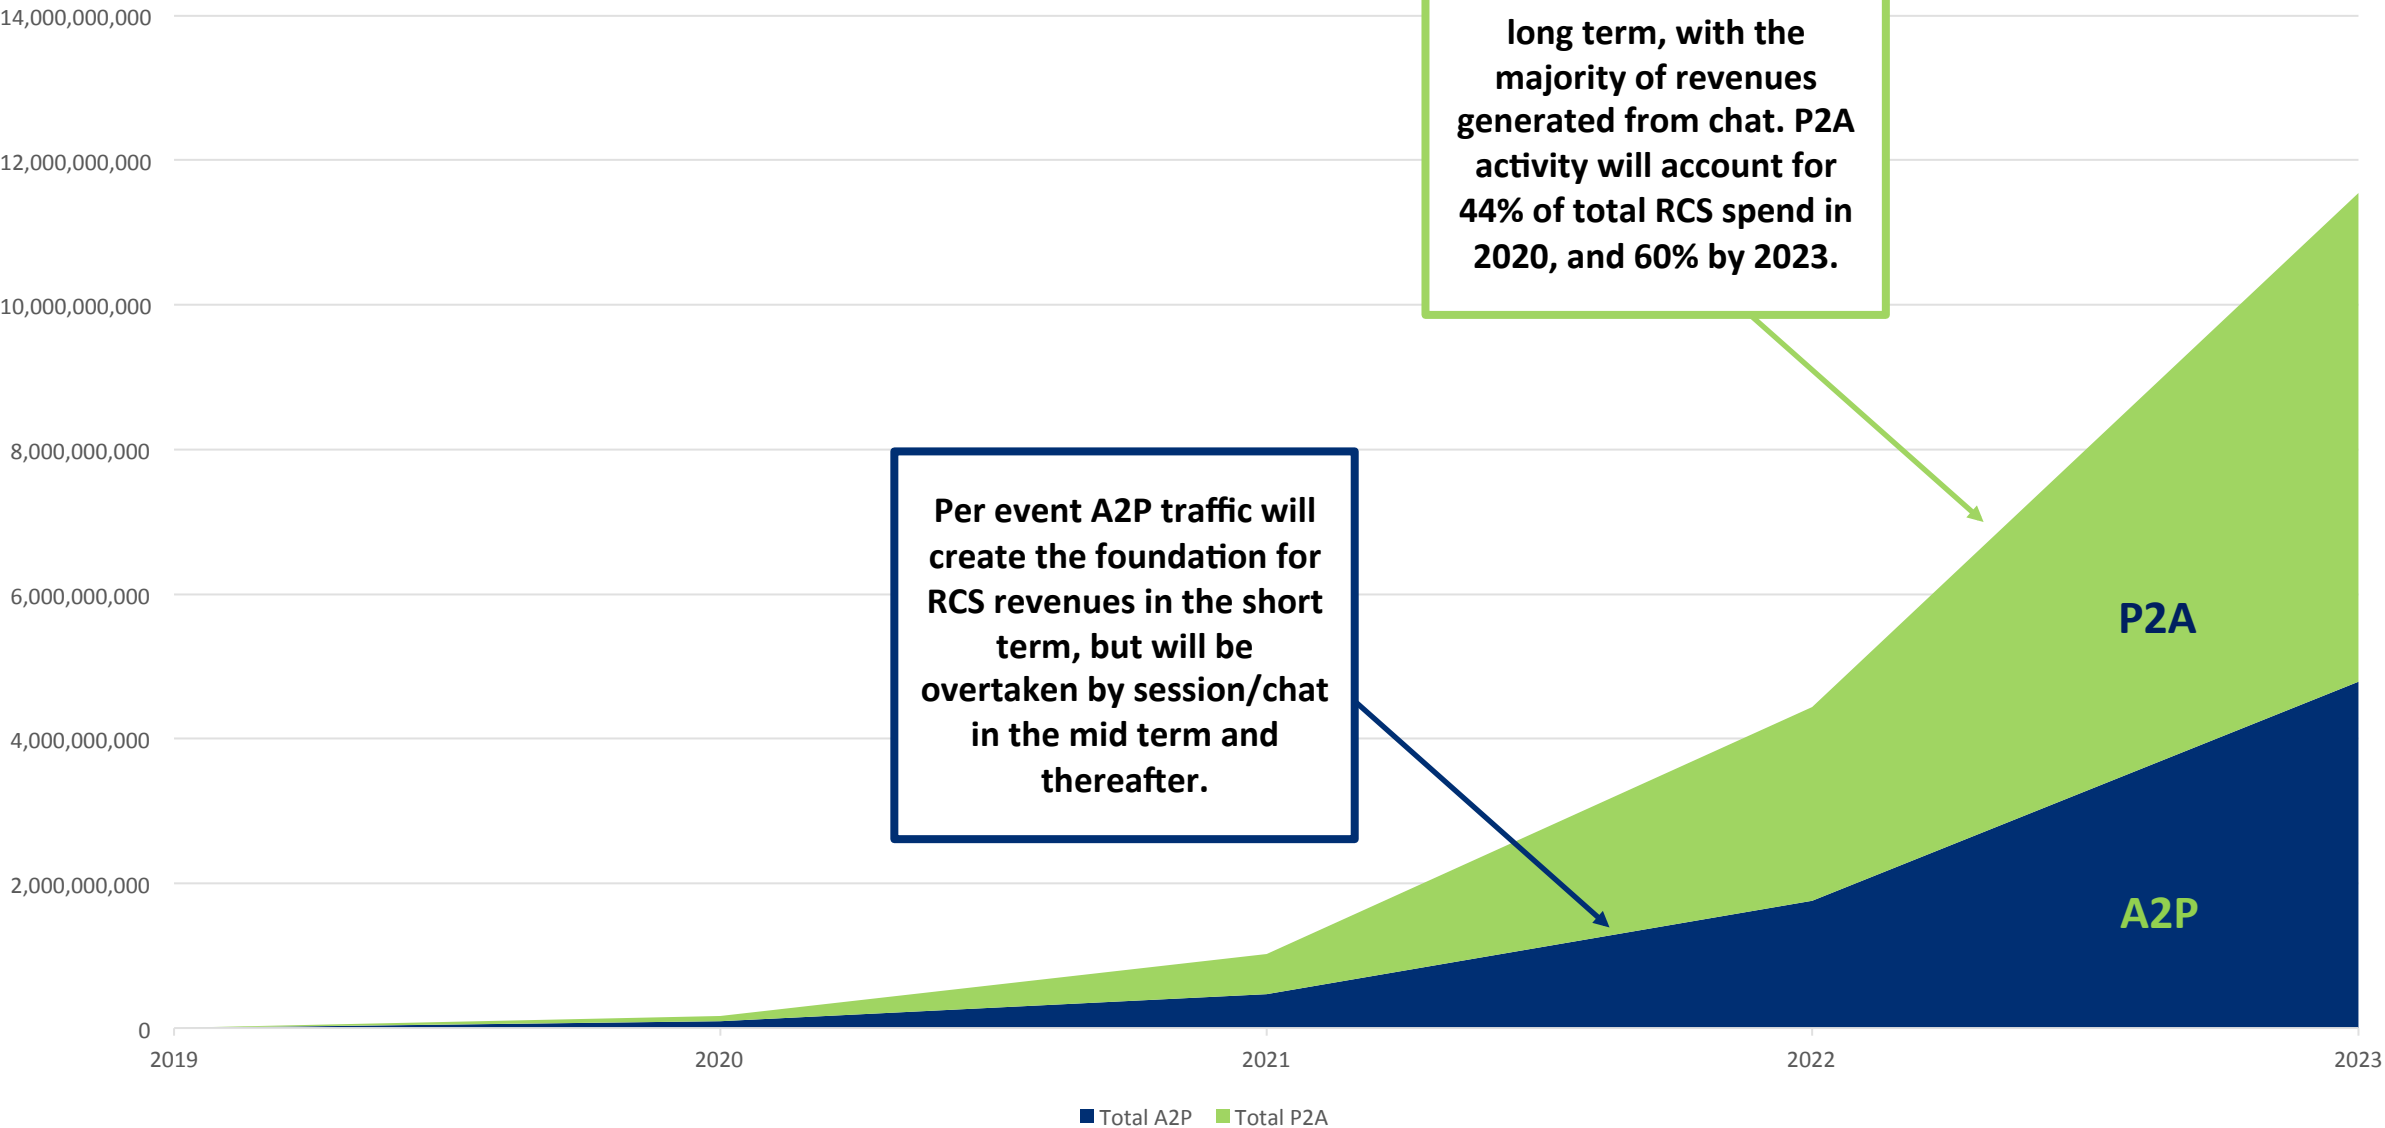 14,000,000,000
12,000,000,000
10,000,000,000
8,000,000,000
6,000,000,000
4,000,000,000
2,000,000,000
0
long term, with the
majority of revenues
generated from chat. P2A
activity will account for
44% of total RCS spend in
2020, and 60% by 2023.
Per event A2P traffic will
create the foundation for
RCS revenues in the short
term, but will be
overtaken by session/chat
in the mid term and
thereafter.
P2A
A2P
2019 2020 2021 2022 2023
Total A2P Total P2A